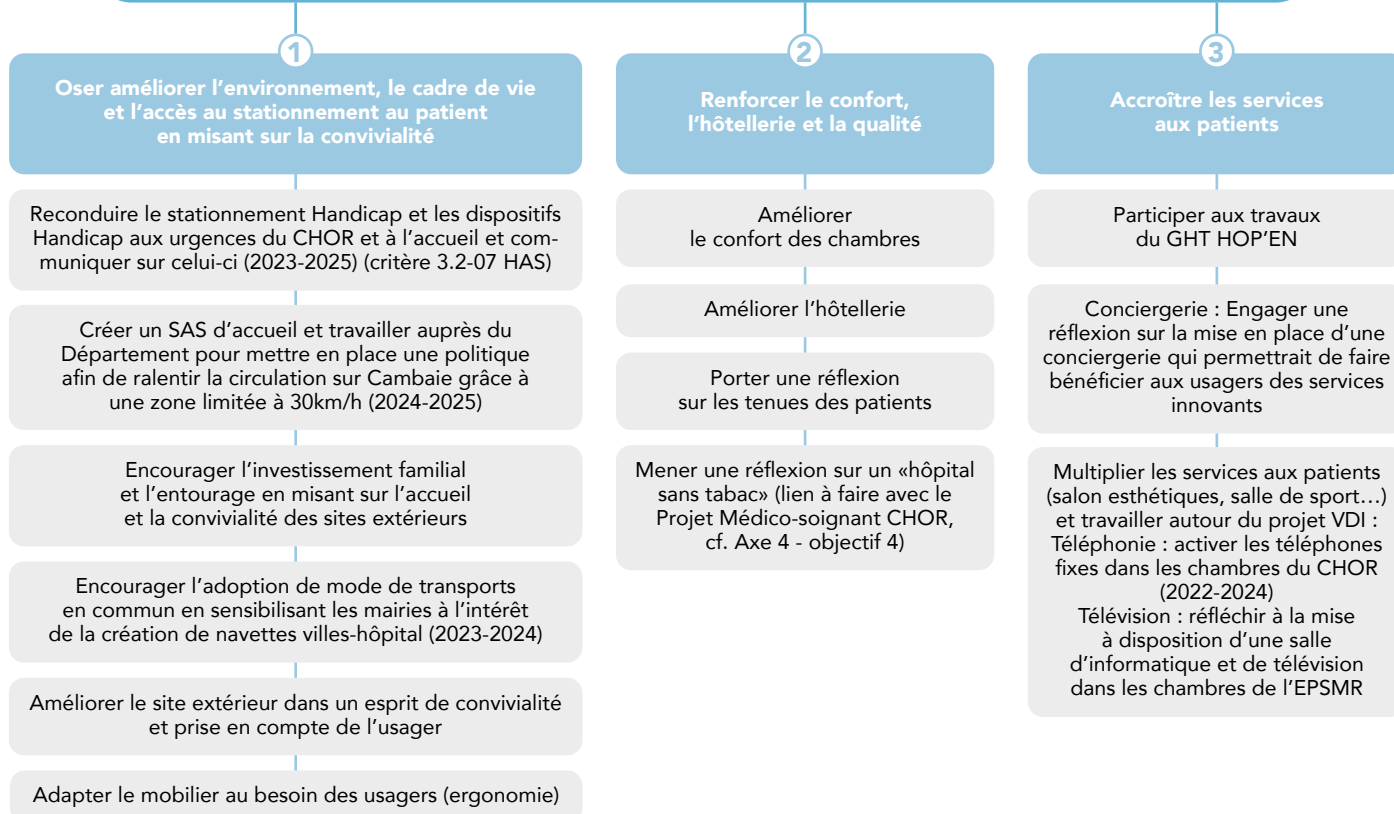 1
Oser améliorer l'environnement, le cadre de vie
et l'accès au stationnement au patient
en misant sur la convivialité
Reconduire le stationnement Handicap et les dispositifs
Handicap aux urgences du CHOR et à l'accueil et com-
muniquer sur celui-ci (2023-2025) (critère 3.2-07 HAS)
Créer un SAS d'accueil et travailler auprès du
Département pour mettre en place une politique
afin de ralentir la circulation sur Cambaie grâce à
une zone limitée à 30km/h (2024-2025)
Encourager l'investissement familial
et l'entourage en misant sur l'accueil
et la convivialité des sites extérieurs
Encourager l'adoption de mode de transports
en commun en sensibilisant les mairies à l'intérêt
de la création de navettes villes-hôpital (2023-2024)
Améliorer le site extérieur dans un esprit de convivialité
et prise en compte de l'usager
Adapter le mobilier au besoin des usagers (ergonomie)
2
Renforcer le confort,
l'hôtellerie et la qualité
Améliorer
le confort des chambres
Améliorer l'hôtellerie
Porter une réflexion
sur les tenues des patients
Mener une réflexion sur un «hôpital
sans tabac» (lien à faire avec le
Projet Médico-soignant CHOR,
cf. Axe 4 - objectif 4)
3
Accroître les services
aux patients
Participer aux travaux
du GHT HOP'EN
Conciergerie : Engager une
réflexion sur la mise en place d'une
conciergerie qui permettrait de faire
bénéficier aux usagers des services
innovants
Multiplier les services aux patients
(salon esthétiques, salle de sport…)
et travailler autour du projet VDI :
Téléphonie : activer les téléphones
fixes dans les chambres du CHOR
(2022-2024)
Télévision : réfléchir à la mise
à disposition d'une salle
d'informatique et de télévision
dans les chambres de l'EPSMR